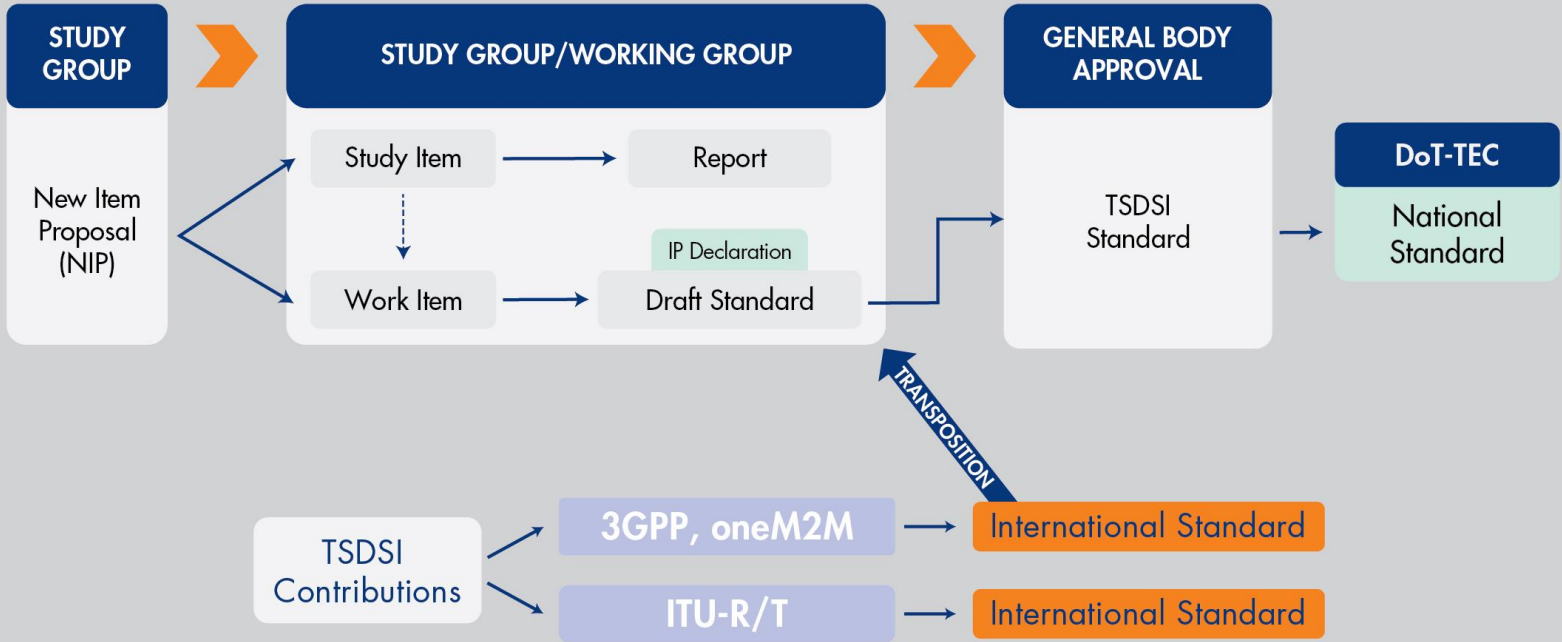 STUDY
GROUP
New Item
Proposal
(NIP)
STUDY GROUP/WORKING GROUP
Study Item
Report
IP Declaration
Work Item
Draft Standard
GENERAL BODY
APPROVAL
TSDSI
Standard
DoT-TEC
National
Standard
TRANSPOSITION
TSDSI
Contributions
3GPP, oneM2M
International Standard
ITU-R/T
International Standard